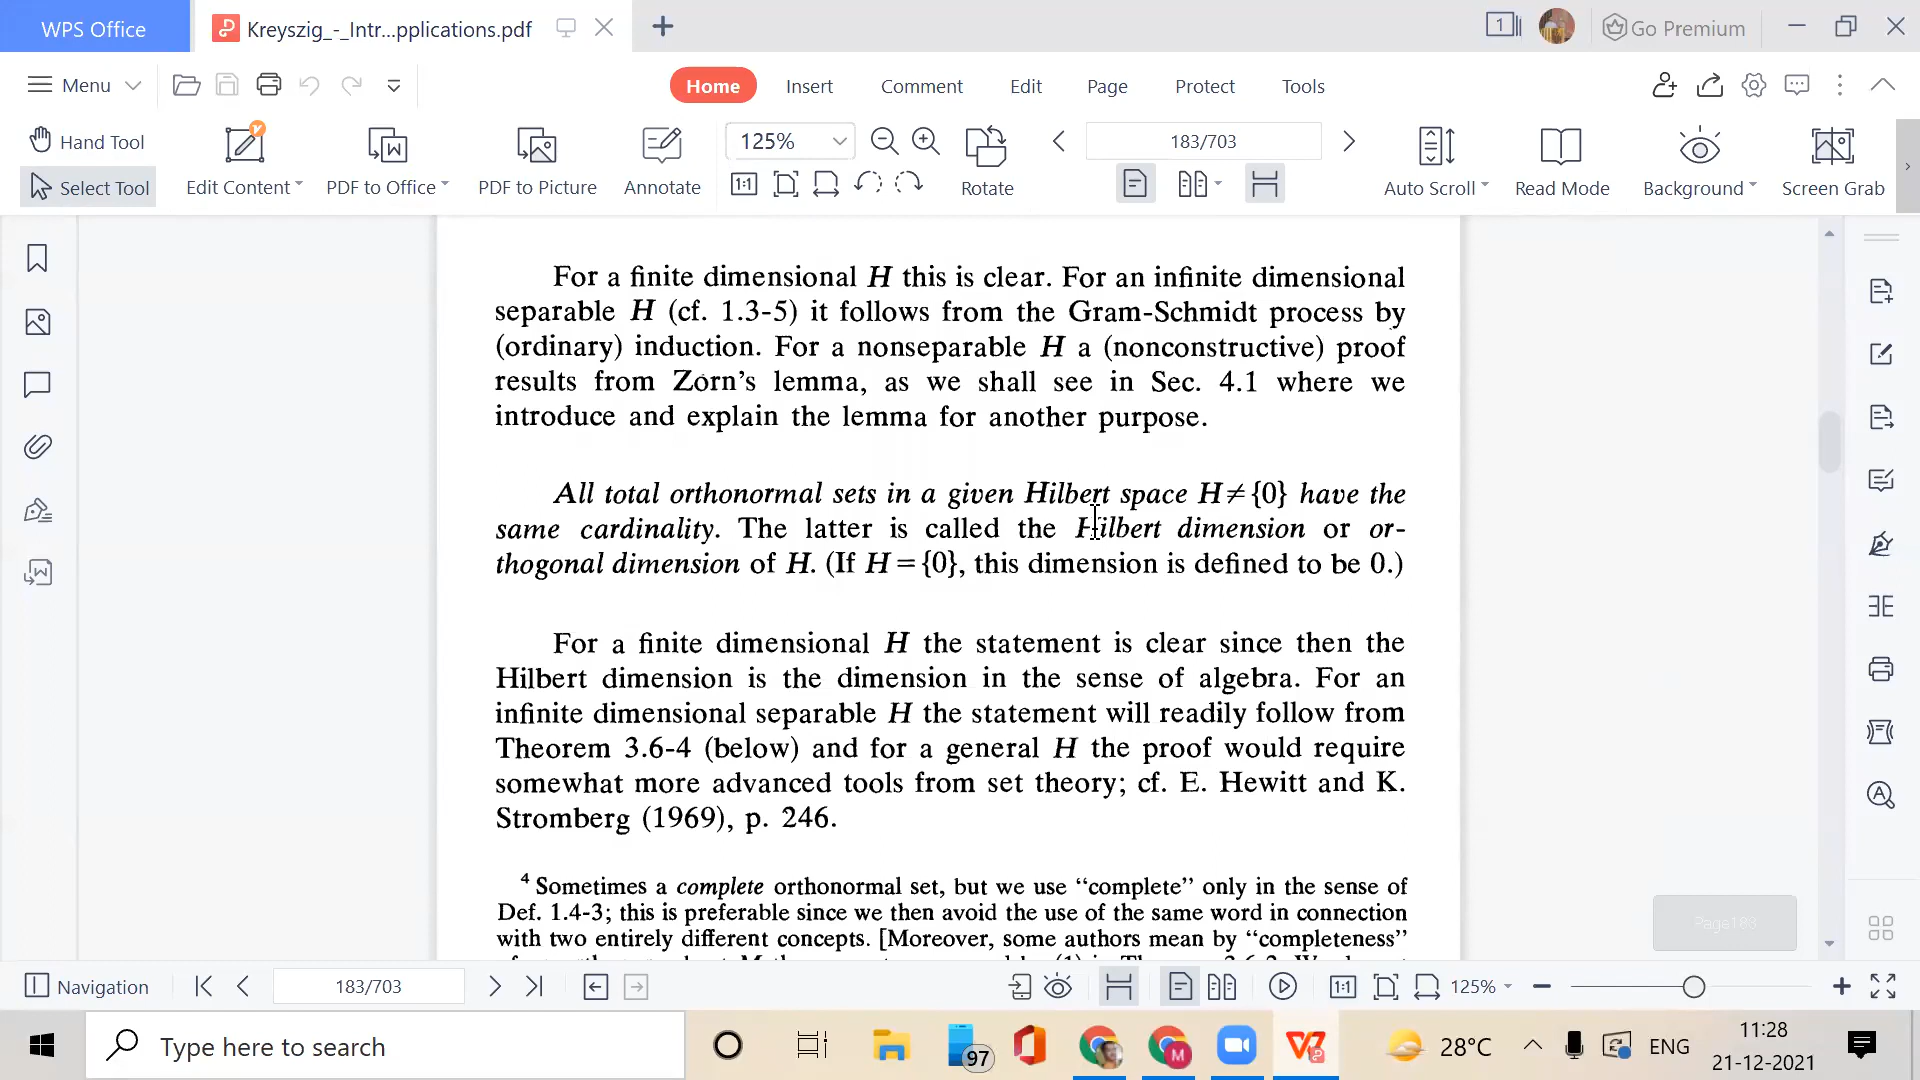 WPS Office
Kreyszig_-_Intr...pplications.pdf
1
Go Premium
Menu
Home
Insert
Comment
Edit
Page
Protect
Tools
Hand Tool
Select Tool
Edit Content
PDF to Office
PDF to Picture
Annotate
125%
1:1
Rotate
183/703
Auto Scroll
Read Mode
Background
Screen Grab
For a finite dimensional H this is clear. For an infinite dimensional
separable H (cf. 1.3-5) it follows from the Gram-Schmidt process by
(ordinary) induction. For a nonseparable H a (nonconstructive) proof
results from Zorn's lemma, as we shall see in Sec. 4.1 where we
introduce and explain the lemma for another purpose.
All total orthonormal sets in a given Hilbert space H≠{0} have the
same cardinality. The latter is called the Hilbert dimension or or-
thogonal dimension of H. (If H={0}, this dimension is defined to be 0.)
For a finite dimensional H the statement is clear since then the
Hilbert dimension is the dimension in the sense of algebra. For an
infinite dimensional separable H the statement will readily follow from
Theorem 3.6-4 (below) and for a general H the proof would require
somewhat more advanced tools from set theory; cf. E. Hewitt and K.
Stromberg (1969), p. 246.
4 Sometimes a complete orthonormal set, but we use "complete" only in the sense of
Def. 1.4-3; this is preferable since we then avoid the use of the same word in connection
with two entirely different concepts. [Moreover, some authors mean by "completeness"
Page183
Navigation
183/703
1:1
125%
Type here to search
97
M
28°C
ENG
11:28
21-12-2021